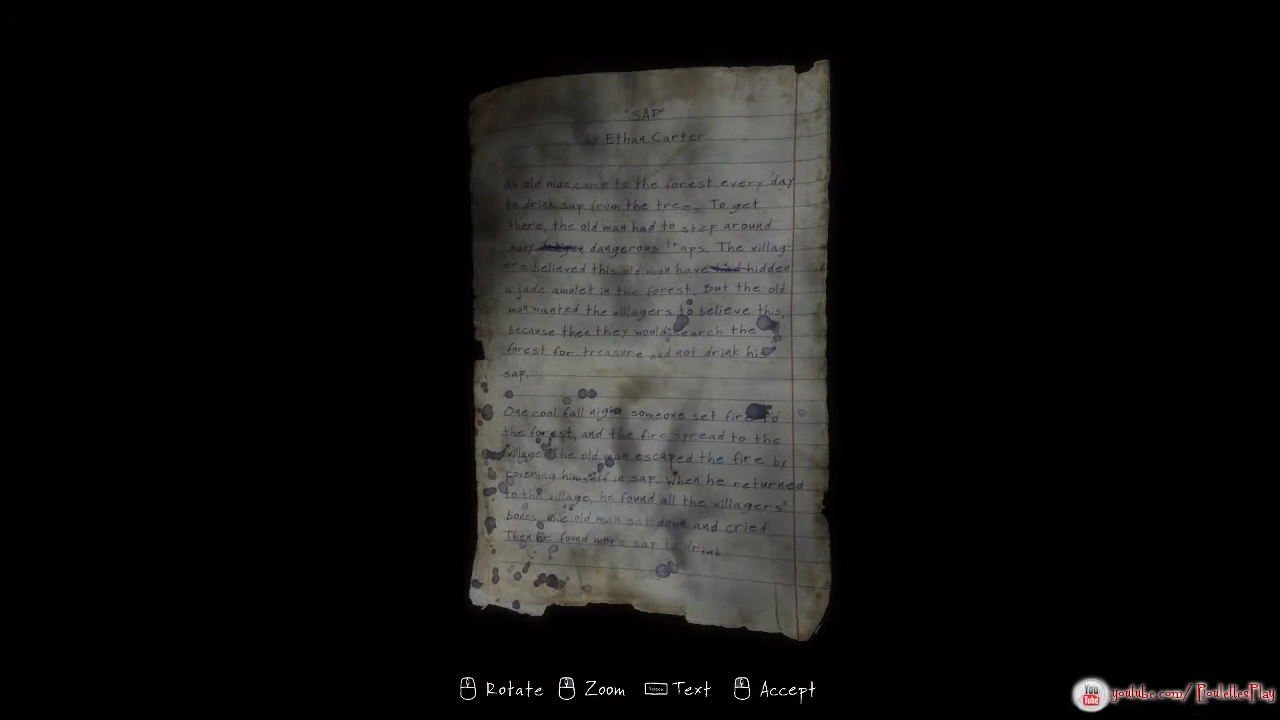 "SAP"
by Ethan Carter
An old man came to the forest every day
to drink sap from the trees. To get
there, the old man had to step around
many dangerous traps. The villag-
ers believed this old man have hidden
a jade amulet in the forest. But the old
man wanted the villagers to believe this,
because then they would search the
forest for treasure and not drink his
sap.
One cool fall night someone set fire to
the forest, and the fire spread to the
village. The old man escaped the fire by
covering himself in sap. When he returned
to the village, he found all the villagers'
bones. The old man sat down and cried
Then he found more sap to drink
Rotate Zoom Text Accept
You
Tube
youtube.com/ PoulellesPlay